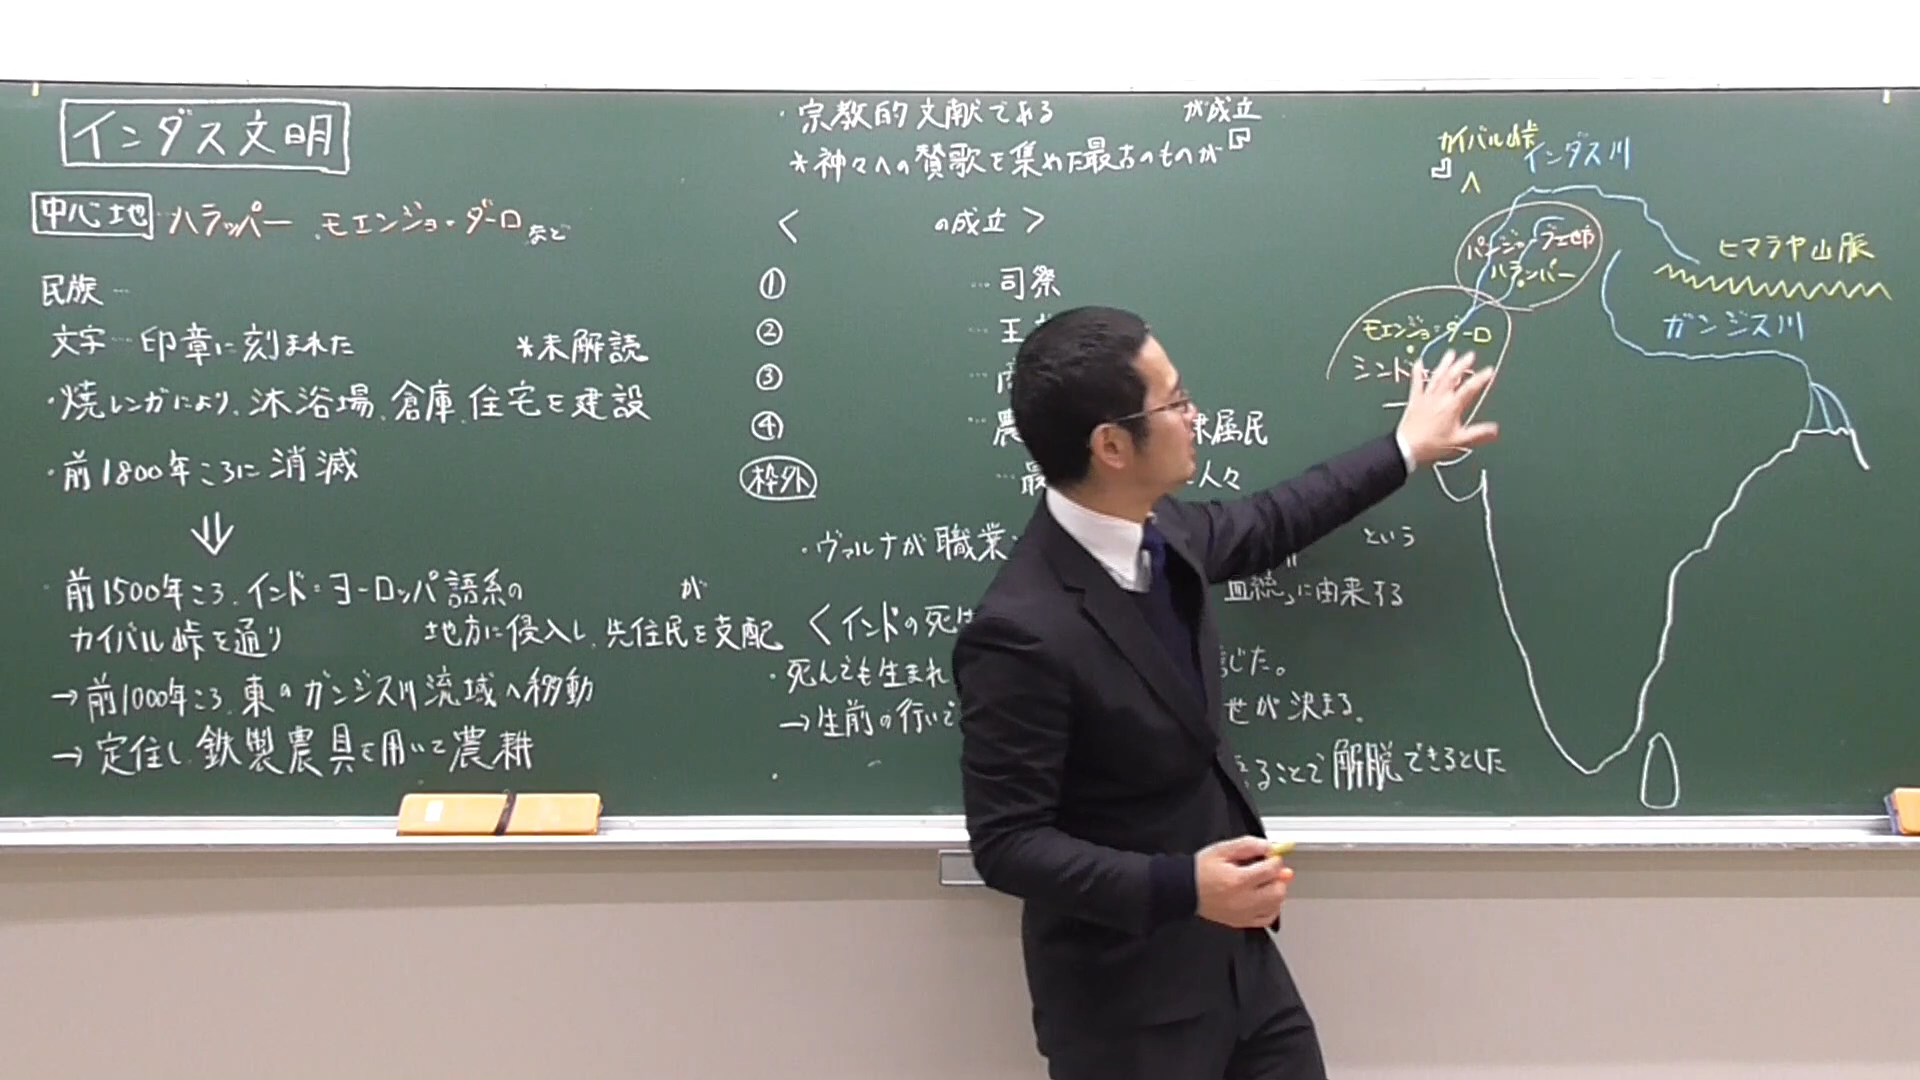 インダス文明
中心地 ハラッパー、モエンジョ=ダーロなど
民族…
文字…印章に刻まれた ＊未解読
・焼レンガにより、沐浴場、倉庫、住宅を建設
・前1800年ころに消滅
⇓
前1500年ころ、インド=ヨーロッパ語系の が
カイバル峠を通り 地方に侵入し、先住民を支配
→前1000年ころ、東のガンジス川流域へ移動
→定住し、鉄製農具を用いて農耕
・宗教的文献である が成立
＊神々への賛歌を集めた最古のものが
＜ の成立＞
① …司祭
② …王
③ …
④ …農 隷属民
枠外 …最 人々
・ヴァルナが職業 という
血統」に由来する
＜インドの死
・死んでも生まれ じた。
→生前の行いで 世が決まる。
・ ることで解脱できるとした
カイバル峠
インダス川
パンジャーブ地方
ハラッパー
ヒマラヤ山脈
モエンジョ=ダーロ
シンド
ガンジス川